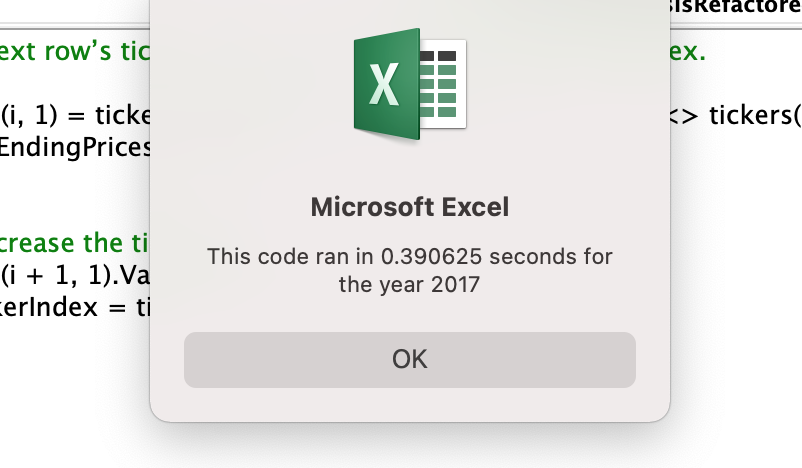 sisRefactore
ext row's tic
ex.
(i, 1) = ticke
<> tickers(
EndingPrices
X
Microsoft Excel
crease the ti
This code ran in 0.390625 seconds for
(i + 1, 1).Va
the year 2017
kerIndex = ti
OK